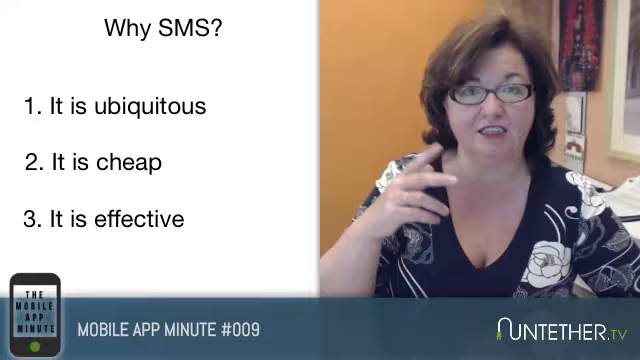 Why SMS?
1. It is ubiquitous
2. It is cheap
3. It is effective
THE
MOBILE
APP
MINUTE
MOBILE APP MINUTE #009
UNTETHER.TV